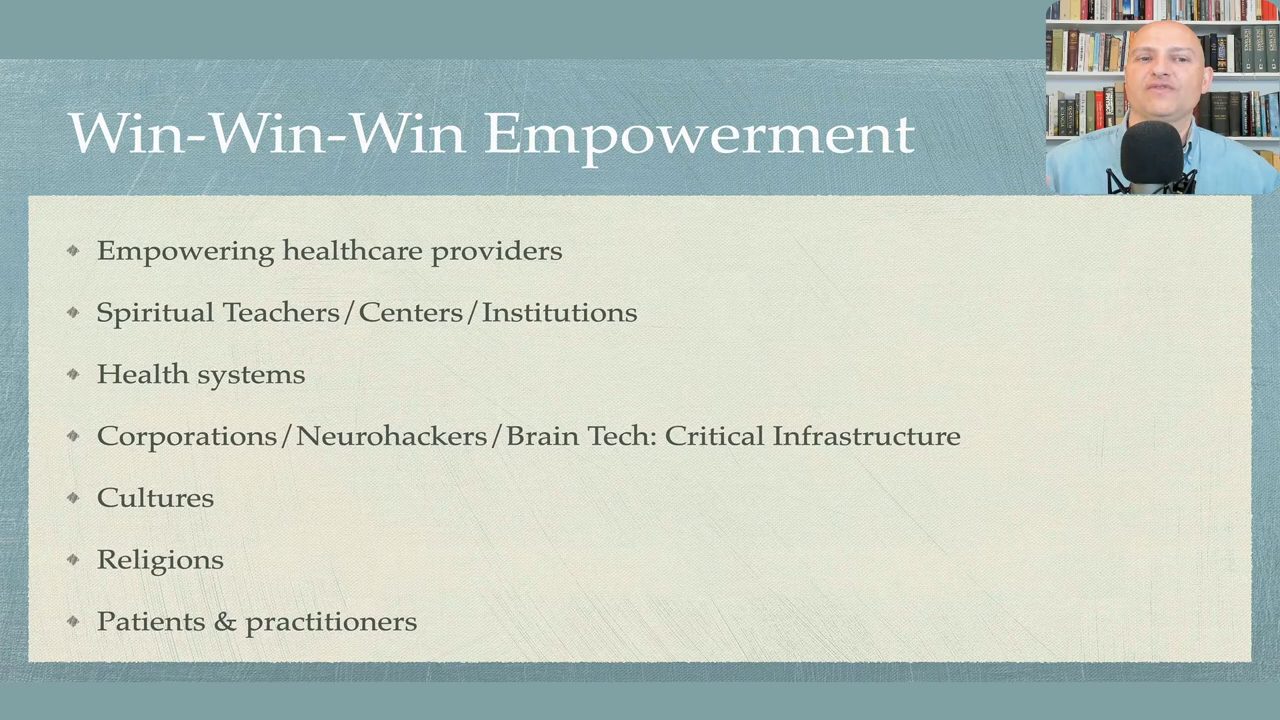 Win-Win-Win Empowerment
Empowering healthcare providers
Spiritual Teachers/Centers/Institutions
Health systems
Corporations/Neurohackers/Brain Tech: Critical Infrastructure
Cultures
Religions
Patients & practitioners